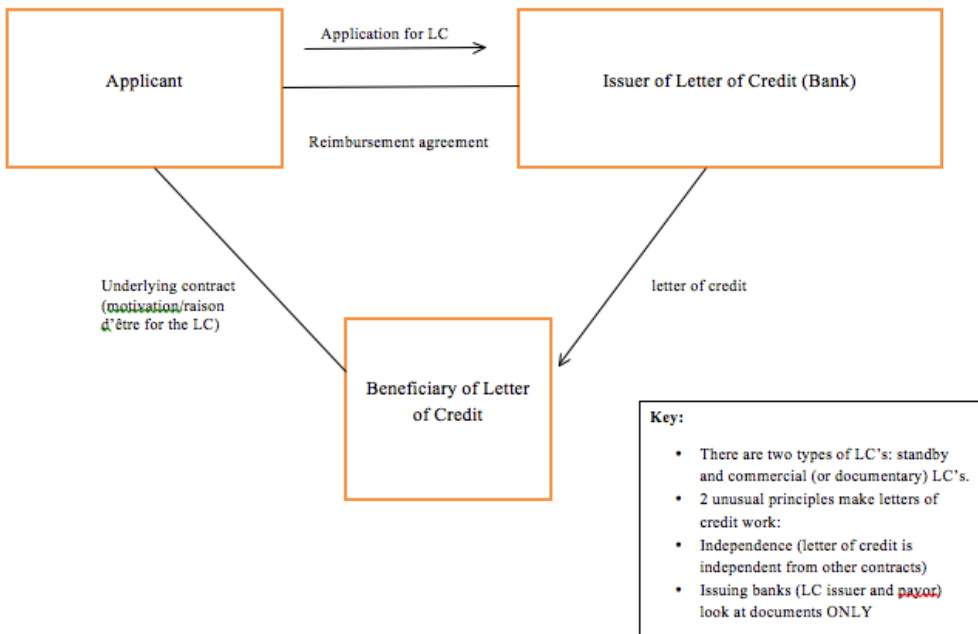 Application for LC
Applicant
Issuer of Letter of Credit (Bank)
Reimbursement agreement
Underlying contract
(motivation/raison
d’être for the LC)
letter of credit
Beneficiary of Letter
of Credit
Key:
• There are two types of LC’s: standby
and commercial (or documentary) LC’s.
• 2 unusual principles make letters of
credit work:
• Independence (letter of credit is
independent from other contracts)
• Issuing banks (LC issuer and payor)
look at documents ONLY